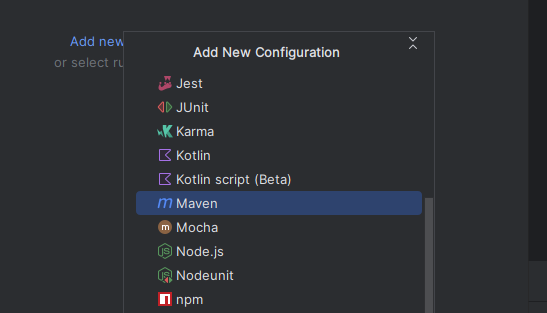 Add new
or select ru
Add New Configuration
Jest
JUnit
Karma
Kotlin
Kotlin script (Beta)
Maven
Mocha
Node.js
Nodeunit
npm